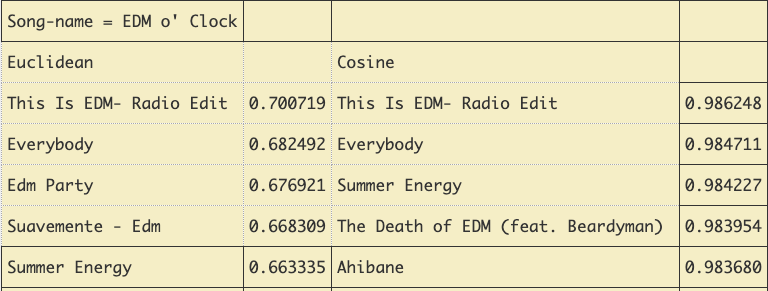 Song-name = EDM o' Clock
Euclidean Cosine
This Is EDM- Radio Edit 0.700719 This Is EDM- Radio Edit 0.986248
Everybody 0.682492 Everybody 0.984711
Edm Party 0.676921 Summer Energy 0.984227
Suavemente - Edm 0.668309 The Death of EDM (feat. Beardyman) 0.983954
Summer Energy 0.663335 Ahibane 0.983680